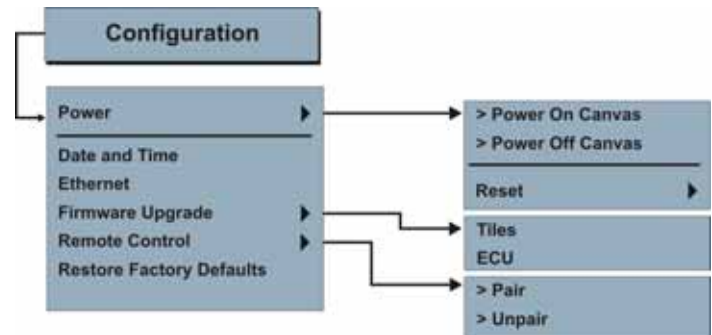 Configuration
Power
Date and Time
Ethernet
Firmware Upgrade
Remote Control
Restore Factory Defaults
> Power On Canvas
> Power Off Canvas
Reset
Tiles
ECU
> Pair
> Unpair